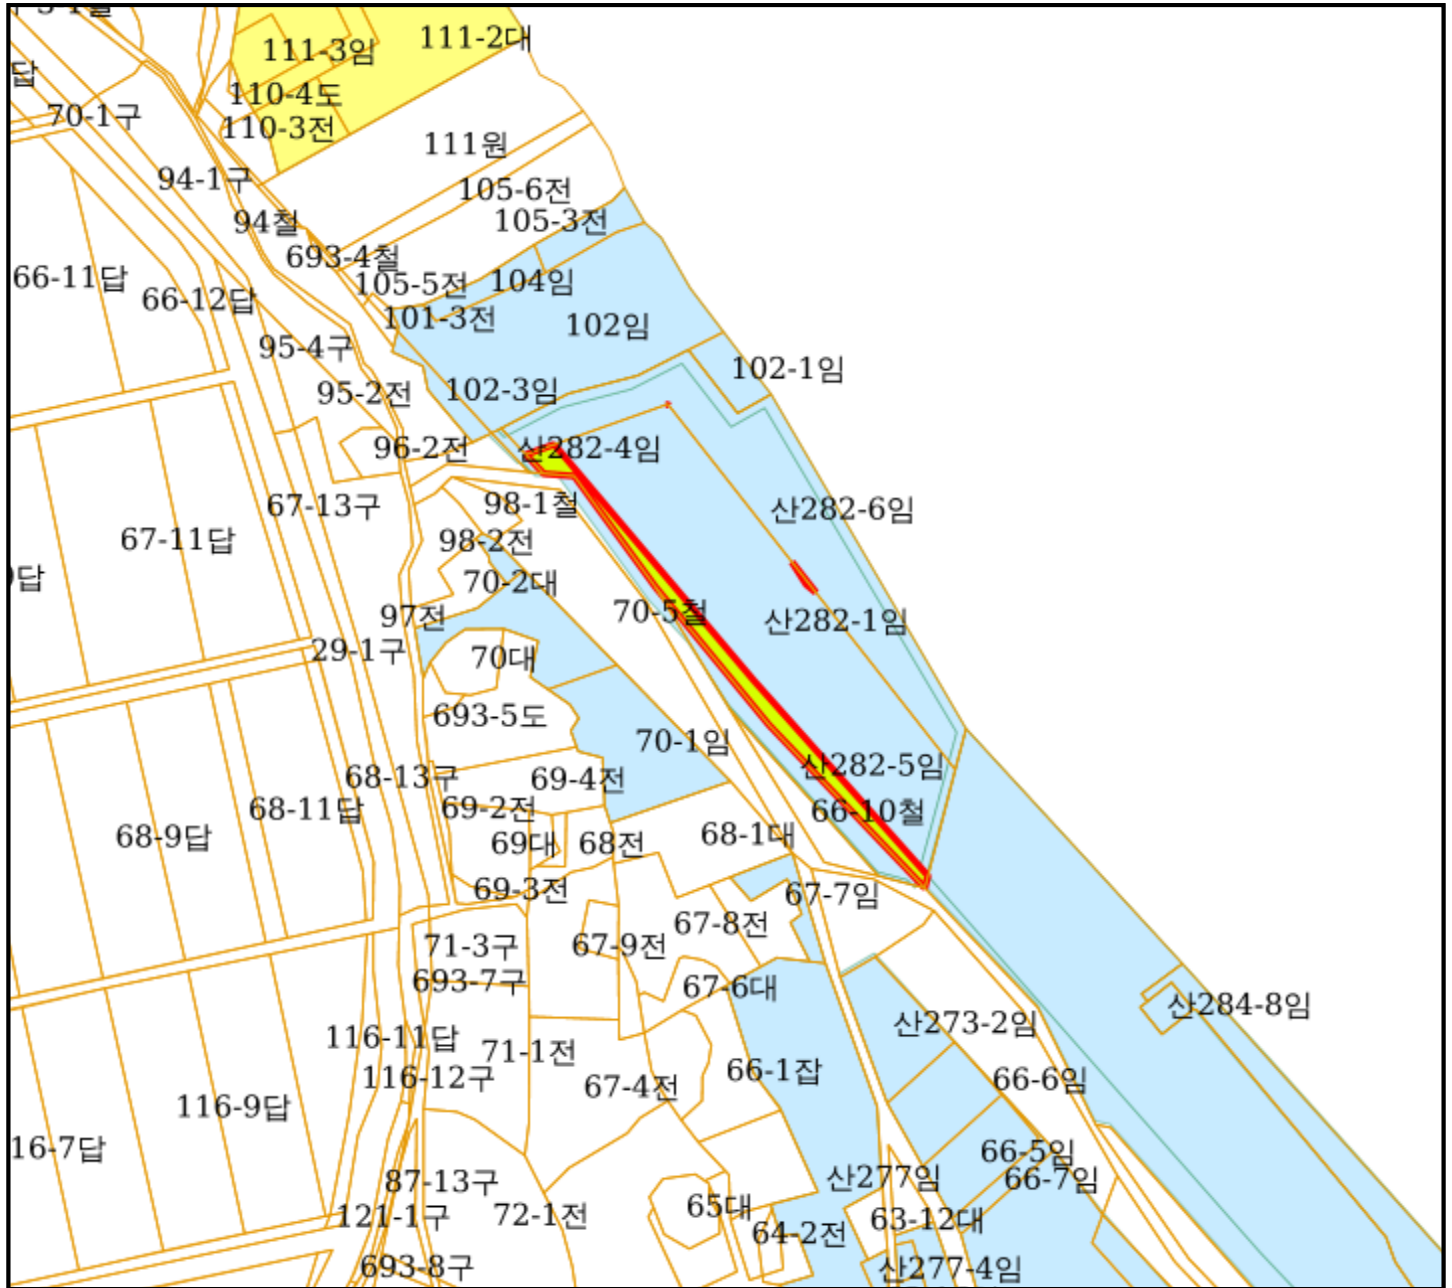 111-2대
111-3임
답
110-4도
70-1구
110-3전
111원
94-1구
105-6전
94철
105-3전
693-4철
66-11답
105-5전
104임
66-12답
101-3전
102임
95-4구
102-1임
95-2전
102-3임
96-2전
산282-4임
67-13구
98-1철
산282-6임
67-11답
98-2전
답
70-2대
97전
70-5철
산282-1임
29-1구
70대
693-5도
70-1임
68-13구
69-4전
산282-5임
68-11답
69-2전
66-10철
68-9답
69대
68전
68-1대
69-3전
67-7임
67-8전
71-3구
67-9전
693-7구
67-6대
산284-8임
산273-2임
116-11답
71-1전
116-12구
67-4전
66-1잡
66-6임
116-9답
16-7답
66-5임
87-13구
산277임
66-7임
121-1구
72-1전
65대
63-12대
64-2전
693-8구
산277-4임